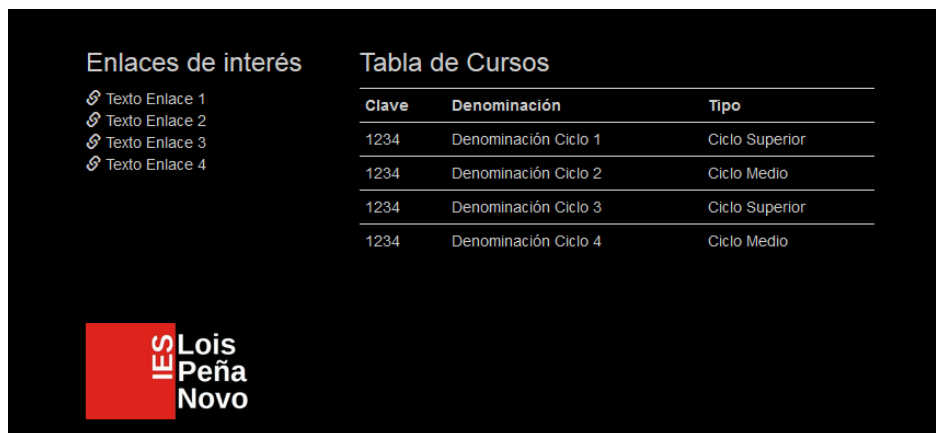 Enlaces de interés
Texto Enlace 1
Texto Enlace 2
Texto Enlace 3
Texto Enlace 4
Tabla de Cursos
Clave Denominación Tipo
1234 Denominación Ciclo 1 Ciclo Superior
1234 Denominación Ciclo 2 Ciclo Medio
1234 Denominación Ciclo 3 Ciclo Superior
1234 Denominación Ciclo 4 Ciclo Medio
IES
Lois
Peña
Novo